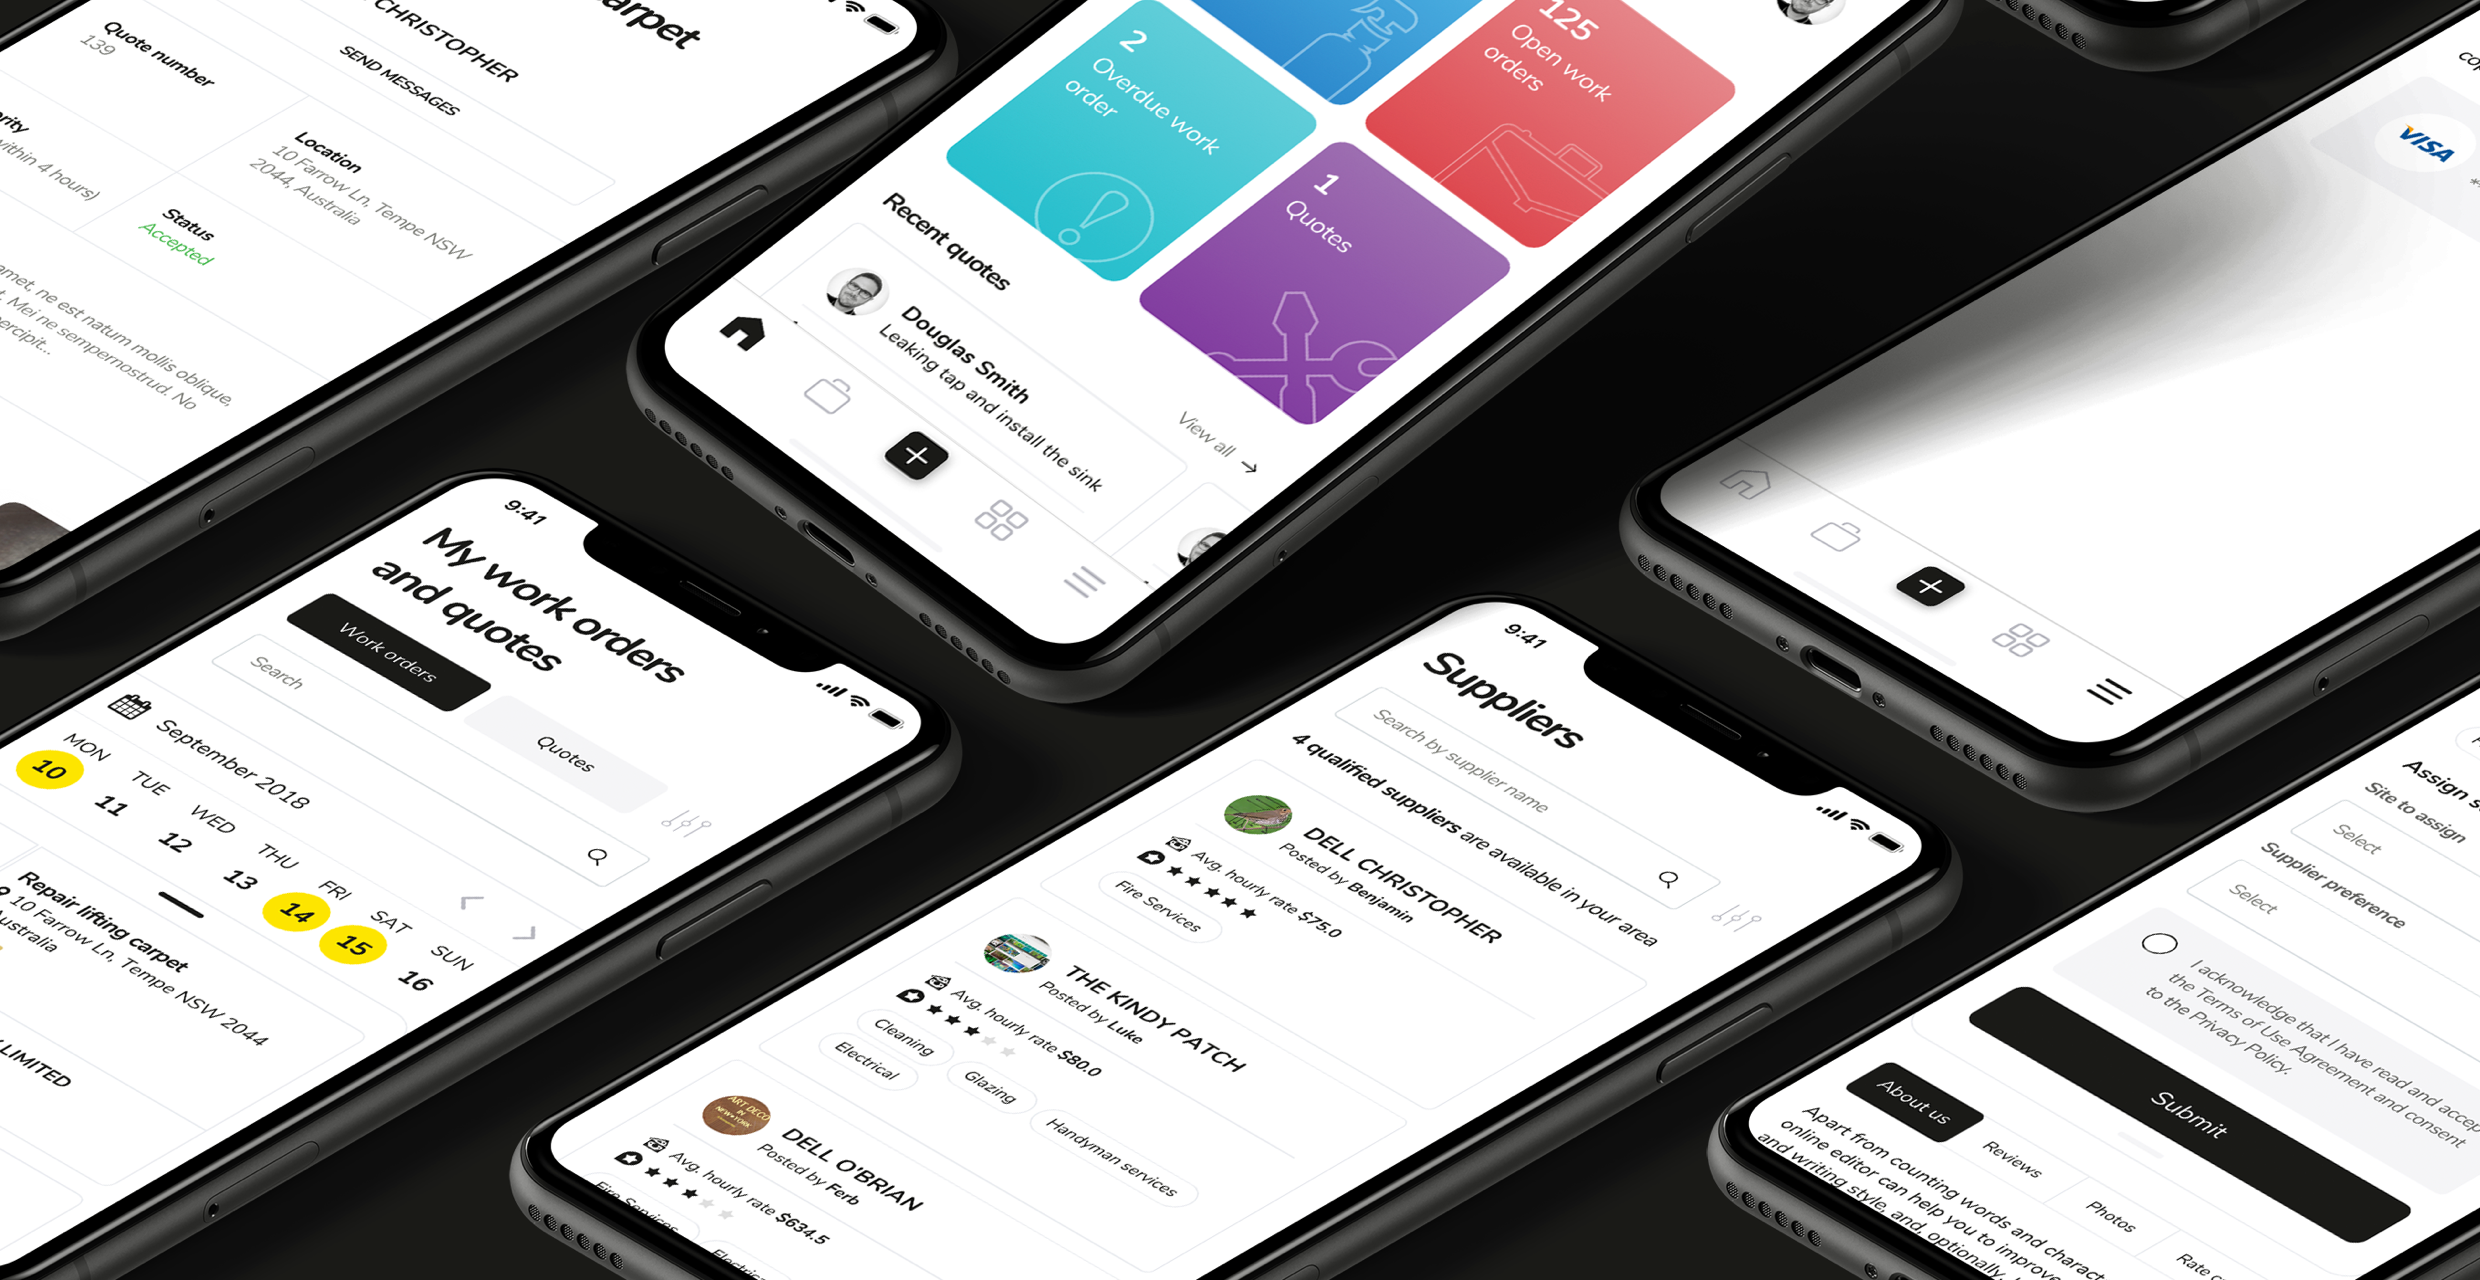 CHRISTOPHER
SEND MESSAGES
Quote number
139
Location
10 Farrow Ln, Tempe NSW
2044, Australia
within 4 hours)
Status
Accepted
amet, ne est natum mollis oblique,
Mei ne sempernostrud. No
2
Overdue work
order
125
Open work
orders
1
Quotes
Recent quotes
View all
Douglas Smith
Leaking tap and install the sink
VISA
9:41
My work orders
and quotes
Work orders
Quotes
Search
September 2018
MON TUE WED THU FRI SAT SUN
10 11 12 13 14 15 16
Repair lifting carpet
10 Farrow Ln, Tempe NSW 2044
Australia
LIMITED
9:41
Suppliers
Search by supplier name
4 qualified suppliers are available in your area
DELL CHRISTOPHER
Posted by Benjamin
Avg. hourly rate $75.0
Fire Services
THE KINDY PATCH
Posted by Luke
Avg. hourly rate $80.0
Cleaning
Electrical
Glazing
Handyman services
ART DECO
IN
NEW YORK
DELL O'BRIAN
Posted by Ferb
Avg. hourly rate $634.5
Fire Services
Assign
Site to assign
Select
Supplier preference
Select
I acknowledge that I have read and accep
the Terms of Use Agreement and consent
to the Privacy Policy.
Submit
About us
Reviews
Photos
Rate
Apart from counting words and charact
online editor can help you to improve
and writing style, and, optionally,